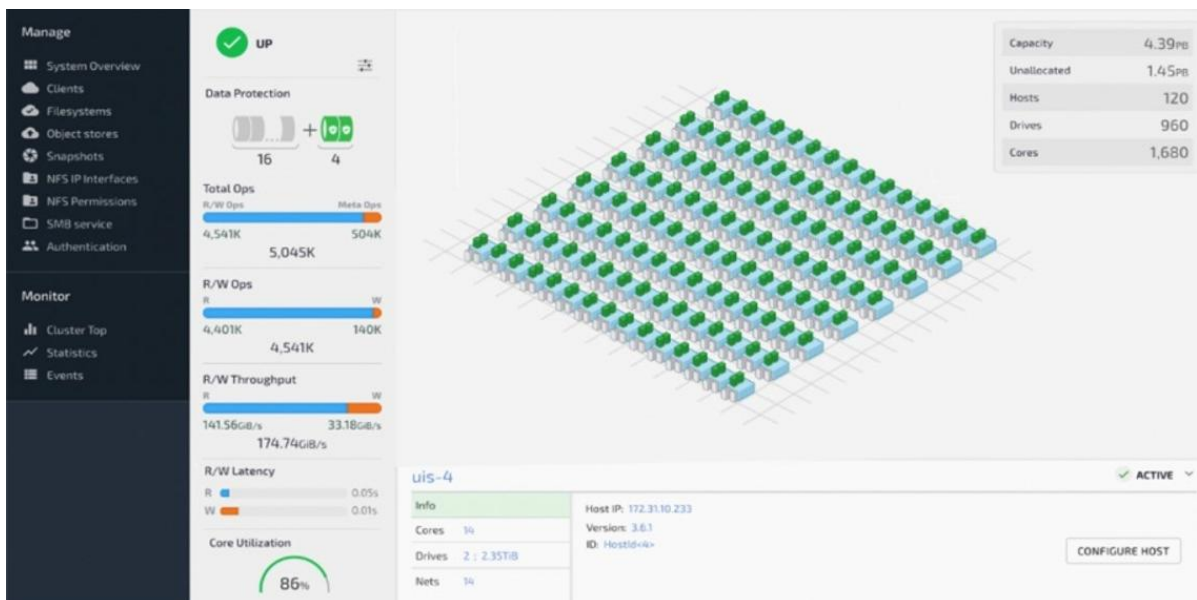 Manage
System Overview
Clients
Filesystems
Object stores
Snapshots
NFS IP Interfaces
NFS Permissions
SMB service
Authentication
Monitor
Cluster Top
Statistics
Events
UP
Data Protection
+
16 4
Total Ops
R/W Ops Meta Ops
4,541K 504K
5,045K
R/W Ops
R W
4,401K 140K
4,541K
R/W Throughput
R W
141.56GiB/s 33.18GiB/s
174.74GiB/s
R/W Latency
R 0.05s
W 0.01s
Core Utilization
86%
Capacity 4.39PB
Unallocated 1.45PB
Hosts 120
Drives 960
Cores 1,680
uis-4
ACTIVE
Info
Cores 14
Drives 2 ; 2.35TiB
Nets 14
Host IP: 172.31.10.233
Version: 3.6.1
ID: HostId<4>
CONFIGURE HOST